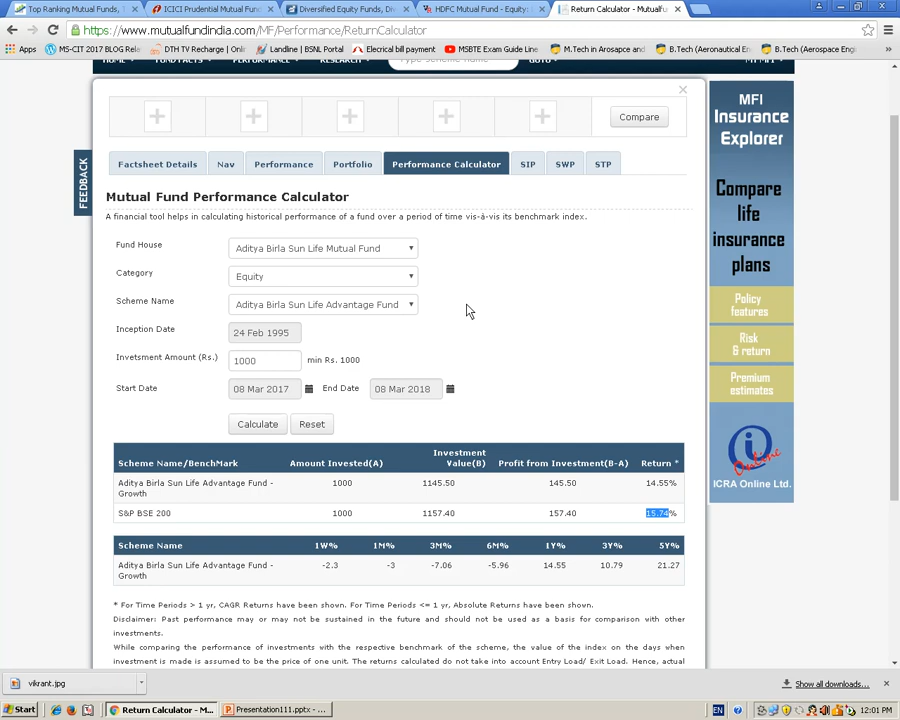 Top Ranking Mutual Funds,
ICICI Prudential Mutual Fun
Diversified Equity Funds, Div
HDFC Mutual Fund - Equity:
Return Calculator - Mutualfu
https://www.mutualfundindia.com/MF/Performance/ReturnCalculator
Apps
MS-CIT 2017 BLOG Rela
DTH TV Recharge | Onli
Landline | BSNL Portal
Elecrical bill payment
MSBTE Exam Guide Line
M.Tech in Arosapce and
B.Tech (Aeronautical En
B.Tech (Aerospace Engi
HOME
FUND FACTS
PERFORMANCE
RESEARCH
Type Scheme Name
GOTO
MY MFI
Compare
FEEDBACK
Factsheet Details
Nav
Performance
Portfolio
Performance Calculator
SIP
SWP
STP
Mutual Fund Performance Calculator
A financial tool helps in calculating historical performance of a fund over a period of time vis-à-vis its benchmark index.
Fund House
Aditya Birla Sun Life Mutual Fund
Category
Equity
Scheme Name
Aditya Birla Sun Life Advantage Fund
Inception Date
24 Feb 1995
Invetsment Amount (Rs.)
1000
min Rs. 1000
Start Date
08 Mar 2017
End Date
08 Mar 2018
Calculate
Reset
Scheme Name/BenchMark Amount Invested(A) Investment Value(B) Profit from Investment(B-A) Return *
Aditya Birla Sun Life Advantage Fund - 1000 1145.50 145.50 14.55%
Growth
S&P BSE 200 1000 1157.40 157.40 15.74%
Scheme Name 1W% 1M% 3M% 6M% 1Y% 3Y% 5Y%
Aditya Birla Sun Life Advantage Fund - -2.3 -3 -7.06 -5.96 14.55 10.79 21.27
Growth
* For Time Periods > 1 yr, CAGR Returns have been shown. For Time Periods <= 1 yr, Absolute Returns have been shown.
Disclaimer: Past performance may or may not be sustained in the future and should not be used as a basis for comparison with other
investments.
While comparing the performance of investments with the respective benchmark of the scheme, the value of the index on the days when
investment is made is assumed to be the price of one unit. The returns calculated do not take into account Entry Load/ Exit Load. Hence, actual
MFI
Insurance
Explorer
Compare
life
insurance
plans
Policy
features
Risk
& return
Premium
estimates
Online
ICRA Online Ltd.
vikrant.jpg
Show all downloads...
Start
Return Calculator - M...
Presentation111.pptx - ...
EN
12:01 PM